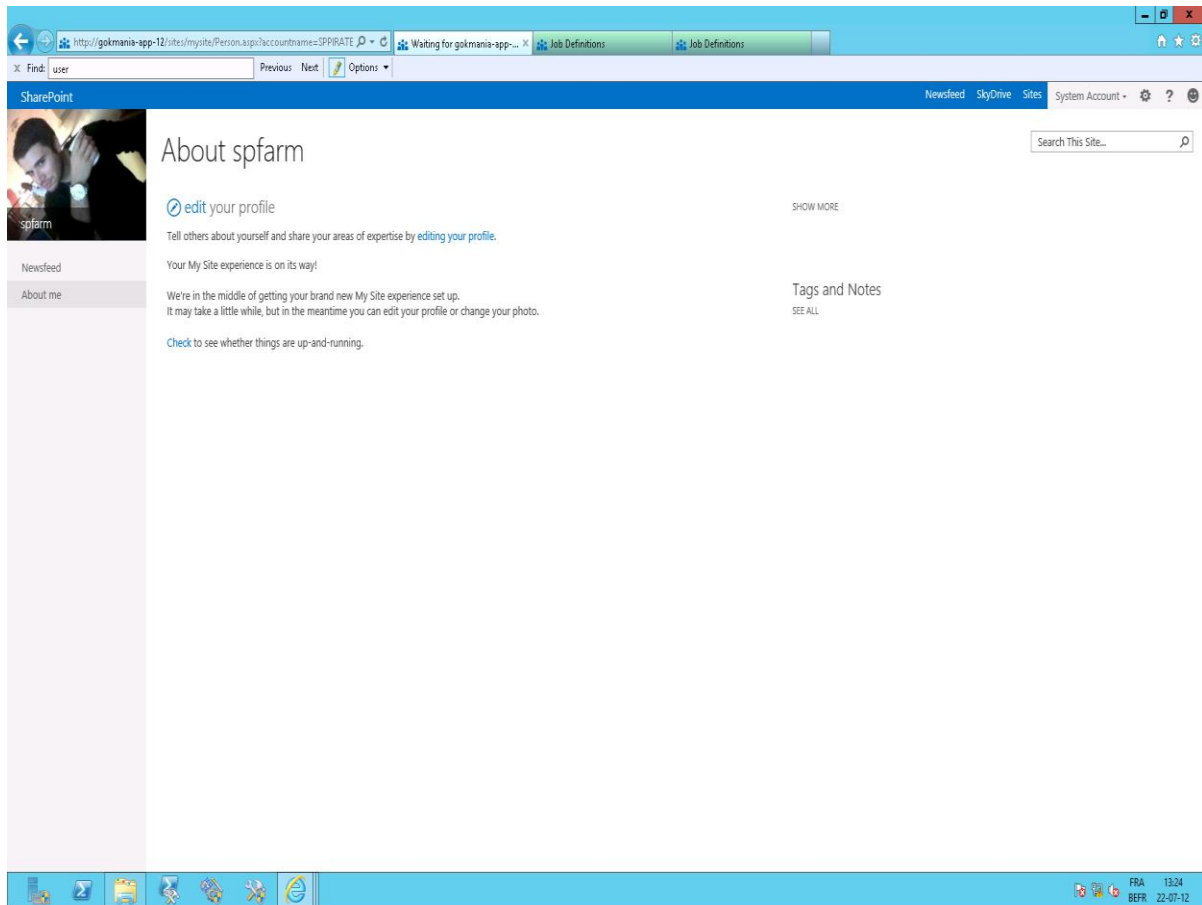 http://gokmania-app-12/sites/mysite/Person.aspx?accountname=SPPIRATE
Waiting for gokmania-app-... X
Job Definitions
Job Definitions
X Find: user Previous Next Options
SharePoint
Newsfeed SkyDrive Sites System Account ?
spfarm
Newsfeed
About me
About spfarm
Search This Site...
edit your profile
SHOW MORE
Tell others about yourself and share your areas of expertise by editing your profile.
Your My Site experience is on its way!
We're in the middle of getting your brand new My Site experience set up.
It may take a little while, but in the meantime you can edit your profile or change your photo.
Tags and Notes
SEE ALL
Check to see whether things are up-and-running.
FRA 13:24
BEFR 22-07-12